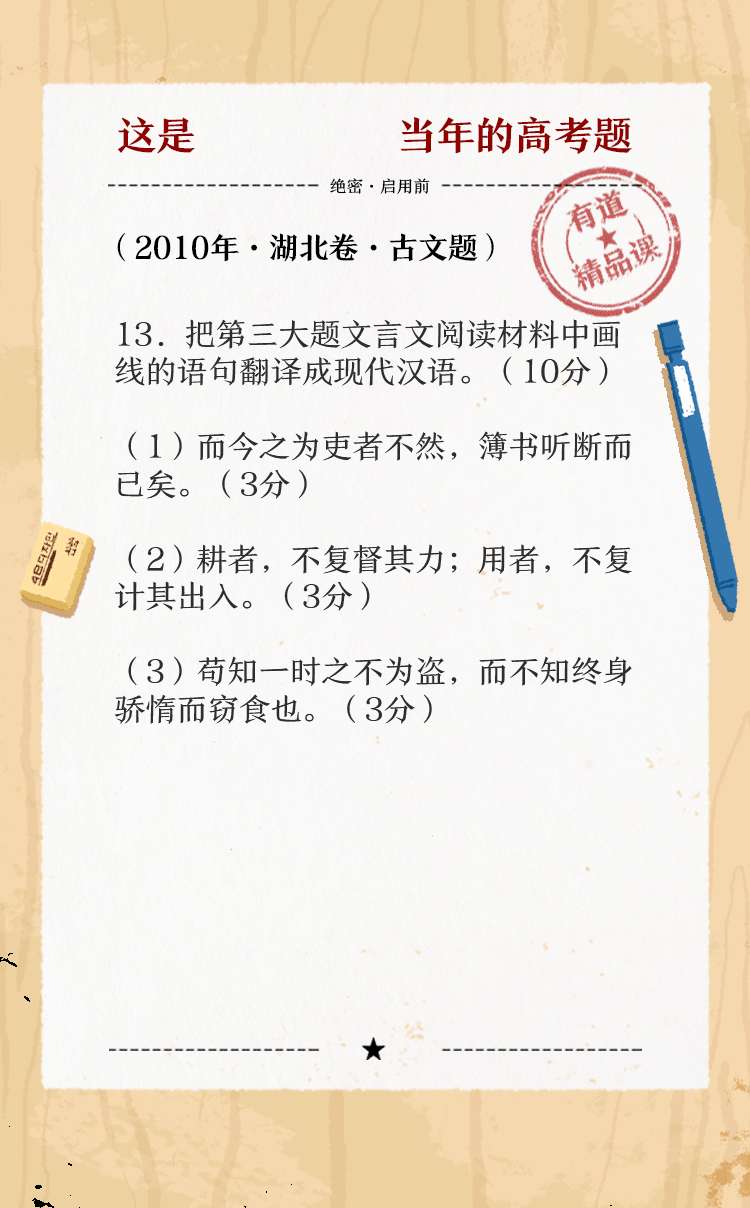 这是 当年的高考题
绝密·启用前
有道
精品课
（2010年·湖北卷·古文题）
13．把第三大题文言文阅读材料中画
线的语句翻译成现代汉语。（10分）
（1）而今之为吏者不然，簿书听断而
已矣。（3分）
（2）耕者，不复督其力；用者，不复
计其出入。（3分）
（3）苟知一时之不为盗，而不知终身
骄惰而窃食也。（3分）